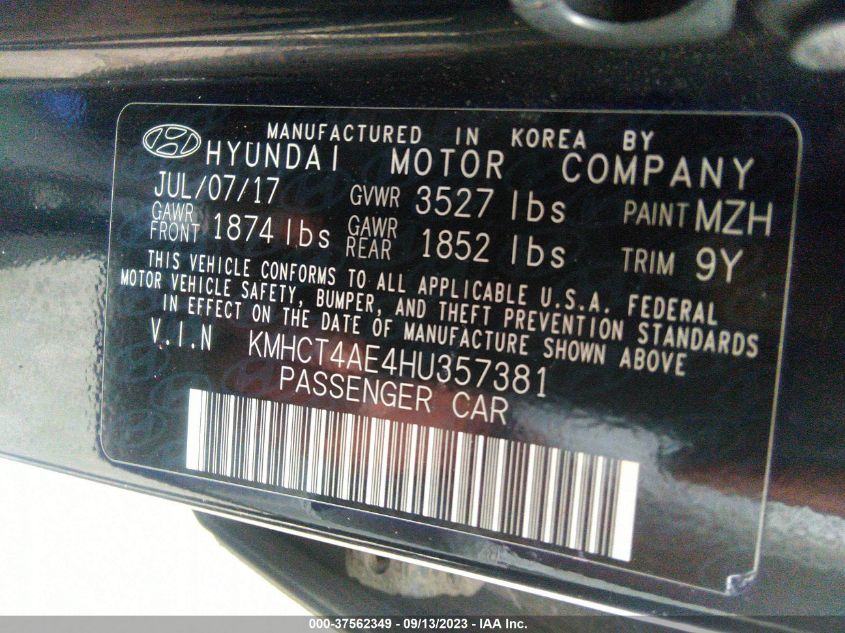 MANUFACTURED IN KOREA BY
HYUNDAI MOTOR COMPANY
JUL/07/17 GVWR 3527 lbs PAINT MZH
GAWR FRONT 1874 lbs GAWR REAR 1852 lbs TRIM 9Y
THIS VEHICLE CONFORMS TO ALL APPLICABLE U.S.A. FEDERAL
MOTOR VEHICLE SAFETY, BUMPER, AND THEFT PREVENTION STANDARDS
IN EFFECT ON THE DATE OF MANUFACTURE SHOWN ABOVE
V.I.N KMHCT4AE4HU357381
PASSENGER CAR
000-37562349 - 09/13/2023 - IAA Inc.